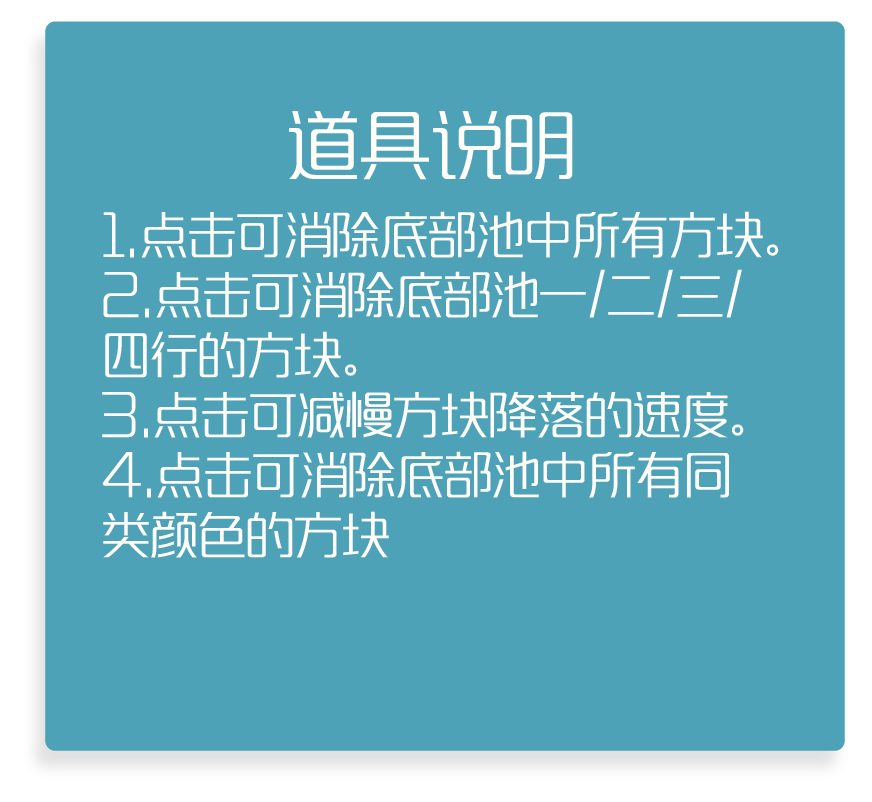 道具说明
1.点击可消除底部池中所有方块。
2.点击可消除底部池一/二/三/
四行的方块。
3.点击可减慢方块降落的速度。
4.点击可消除底部池中所有同
类颜色的方块